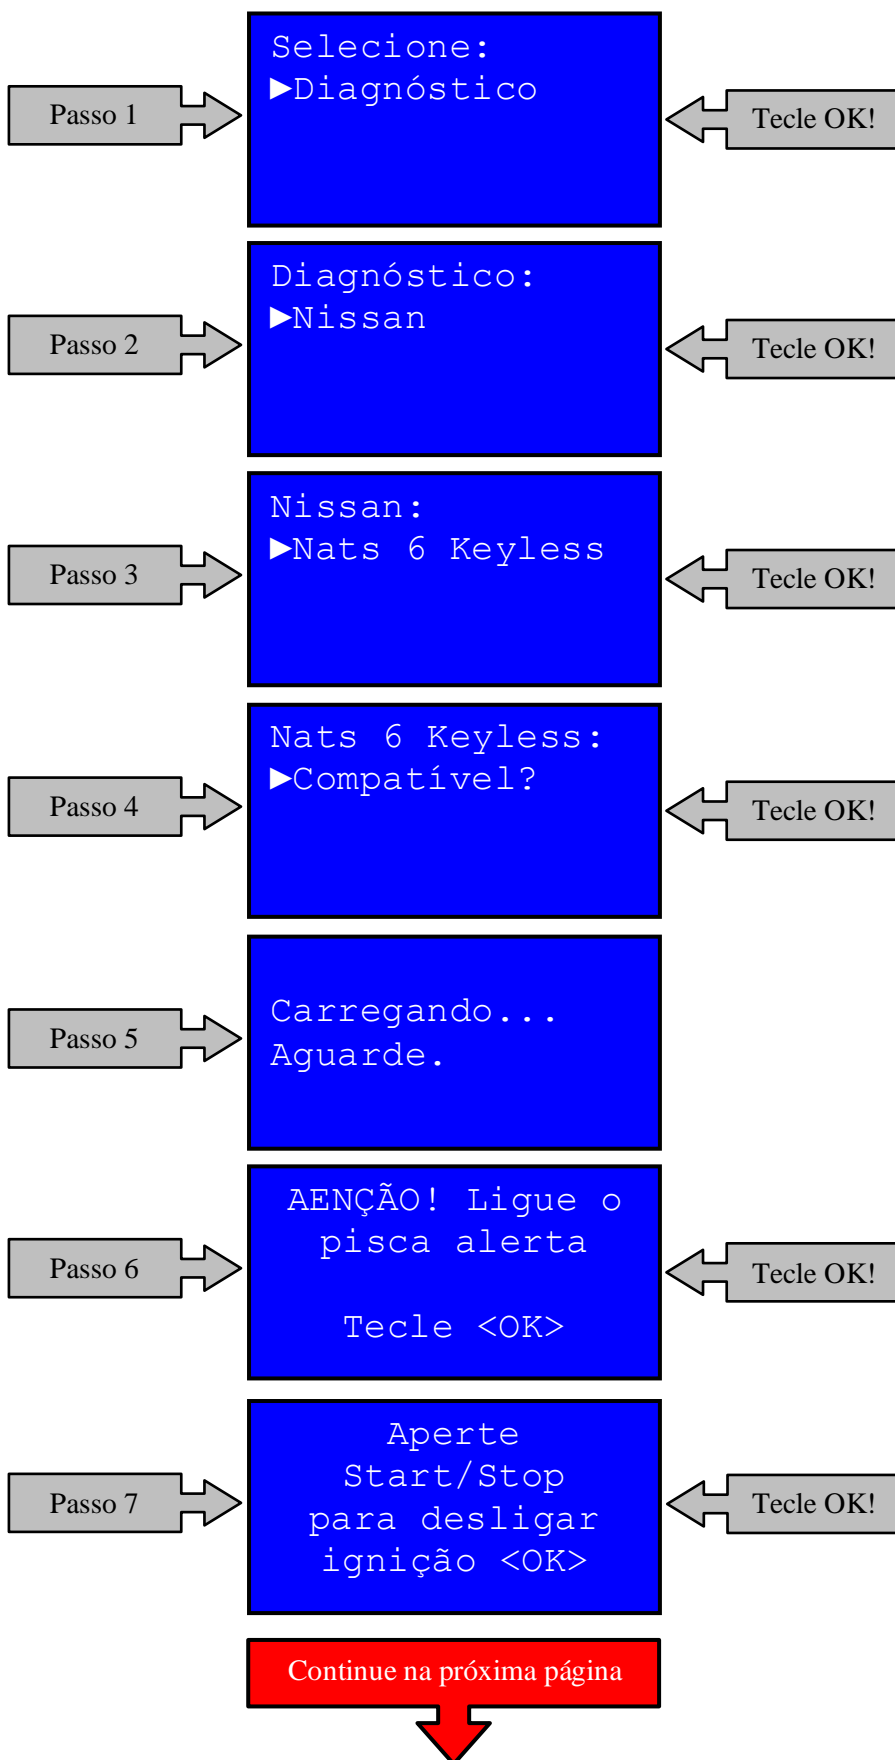 Selecione:
►Diagnóstico
Passo 1
Tecle OK!
Diagnóstico:
►Nissan
Passo 2
Tecle OK!
Nissan:
►Nats 6 Keyless
Passo 3
Tecle OK!
Nats 6 Keyless:
►Compatível?
Passo 4
Tecle OK!
Carregando...
Aguarde.
Passo 5
AENÇÃO! Ligue o
pisca alerta
Tecle <OK>
Passo 6
Tecle OK!
Aperte
Start/Stop
para desligar
ignição <OK>
Passo 7
Tecle OK!
Continue na próxima página